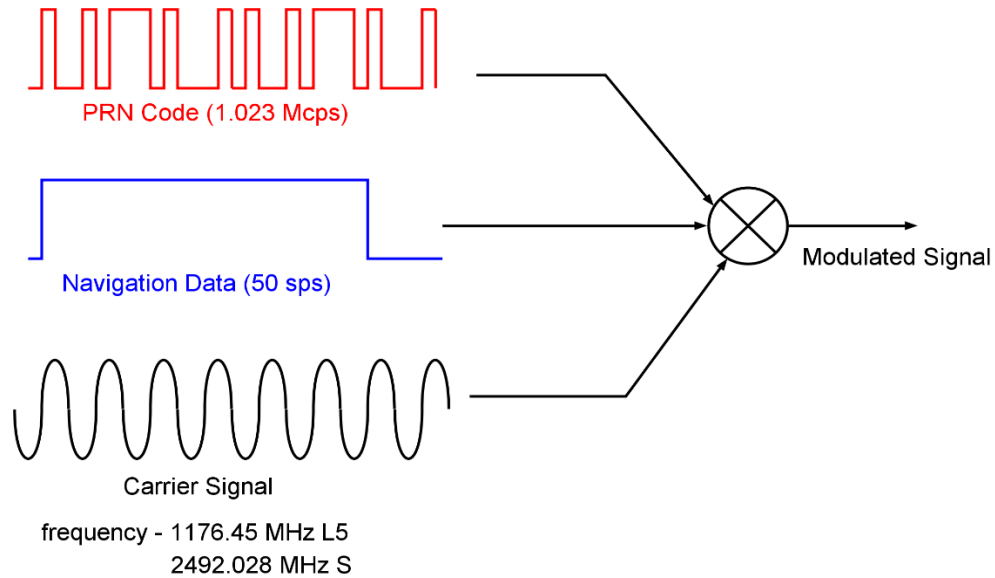 PRN Code (1.023 Mcps)
Navigation Data (50 sps)
Modulated Signal
Carrier Signal
frequency - 1176.45 MHz L5
2492.028 MHz S